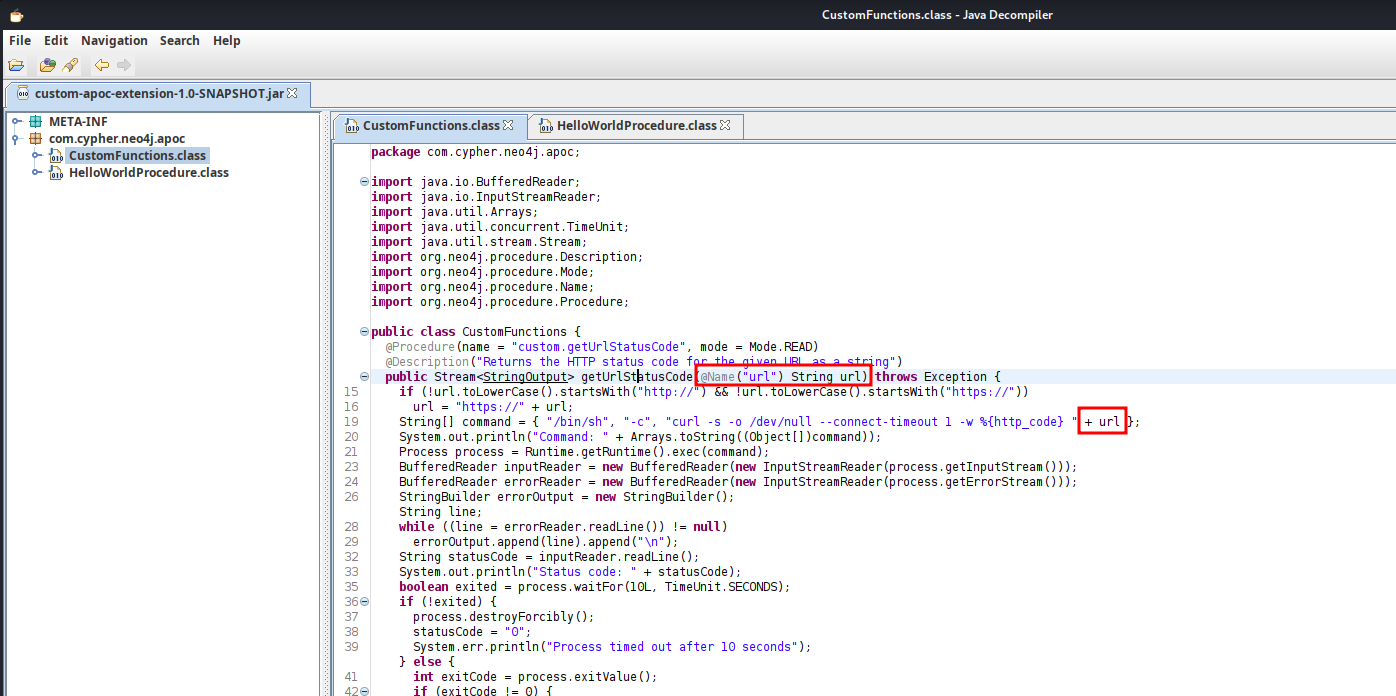 CustomFunctions.class - Java Decompiler
File Edit Navigation Search Help
custom-apoc-extension-1.0-SNAPSHOT.jar
META-INF
com.cypher.neo4j.apoc
CustomFunctions.class
HelloWorldProcedure.class
CustomFunctions.class HelloWorldProcedure.class
package com.cypher.neo4j.apoc;
import java.io.BufferedReader;
import java.io.InputStreamReader;
import java.util.Arrays;
import java.util.concurrent.TimeUnit;
import java.util.stream.Stream;
import org.neo4j.procedure.Description;
import org.neo4j.procedure.Mode;
import org.neo4j.procedure.Name;
import org.neo4j.procedure.Procedure;
public class CustomFunctions {
@Procedure(name = "custom.getUrlStatusCode", mode = Mode.READ)
@Description("Returns the HTTP status code for the given URL as a string")
public Stream<StringOutput> getUrlStatusCode(@Name("url") String url) throws Exception {
15 if (!url.toLowerCase().startsWith("http://") && !url.toLowerCase().startsWith("https://"))
16 url = "https://" + url;
19 String[] command = { "/bin/sh", "-c", "curl -s -o /dev/null --connect-timeout 1 -w %{http_code} " + url };
20 System.out.println("Command: " + Arrays.toString((Object[])command));
21 Process process = Runtime.getRuntime().exec(command);
23 BufferedReader inputReader = new BufferedReader(new InputStreamReader(process.getInputStream()));
24 BufferedReader errorReader = new BufferedReader(new InputStreamReader(process.getErrorStream()));
26 StringBuilder errorOutput = new StringBuilder();
String line;
28 while ((line = errorReader.readLine()) != null)
29 errorOutput.append(line).append("\n");
32 String statusCode = inputReader.readLine();
33 System.out.println("Status code: " + statusCode);
35 boolean exited = process.waitFor(10L, TimeUnit.SECONDS);
36 if (!exited) {
37 process.destroyForcibly();
38 statusCode = "0";
39 System.err.println("Process timed out after 10 seconds");
} else {
41 int exitCode = process.exitValue();
42 if (exitCode != 0) {